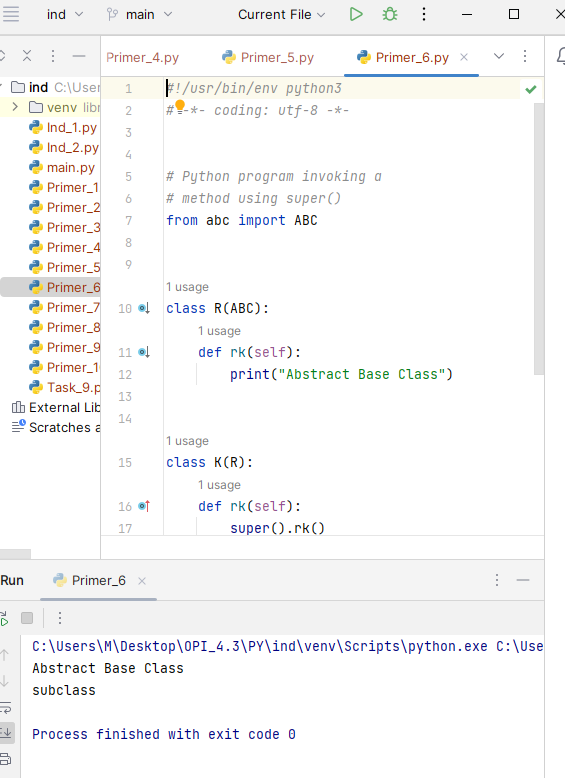 ind main Current File
Primer_4.py Primer_5.py Primer_6.py
ind C:\User
venv libr
Ind_1.py
Ind_2.py
main.py
Primer_1
Primer_2
Primer_3
Primer_4
Primer_5
Primer_6
Primer_7
Primer_8
Primer_9
Primer_1
Task_9.p
External Lib
Scratches a
1 #!/usr/bin/env python3
2 # -*- coding: utf-8 -*-
3
4
5 # Python program invoking a
6 # method using super()
7 from abc import ABC
8
9
1 usage
10 class R(ABC):
1 usage
11 def rk(self):
12 print("Abstract Base Class")
13
14
1 usage
15 class K(R):
1 usage
16 def rk(self):
17 super().rk()
Run Primer_6
C:\Users\M\Desktop\OPI_4.3\PY\ind\venv\Scripts\python.exe C:\Use
Abstract Base Class
subclass
Process finished with exit code 0